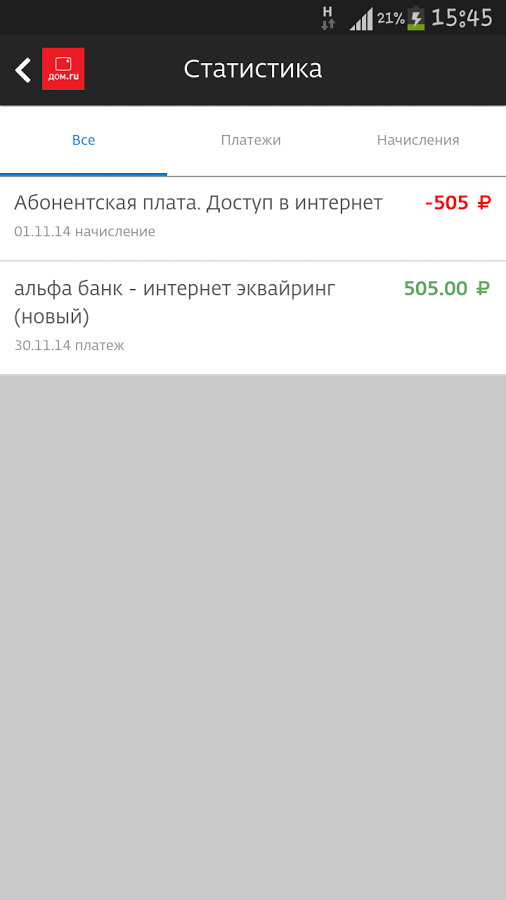 H 21% 15:45
дом.ru Статистика
Все Платежи Начисления
Абонентская плата. Доступ в интернет -505 ₽
01.11.14 начисление
альфа банк - интернет эквайринг 505.00 ₽
(новый)
30.11.14 платеж